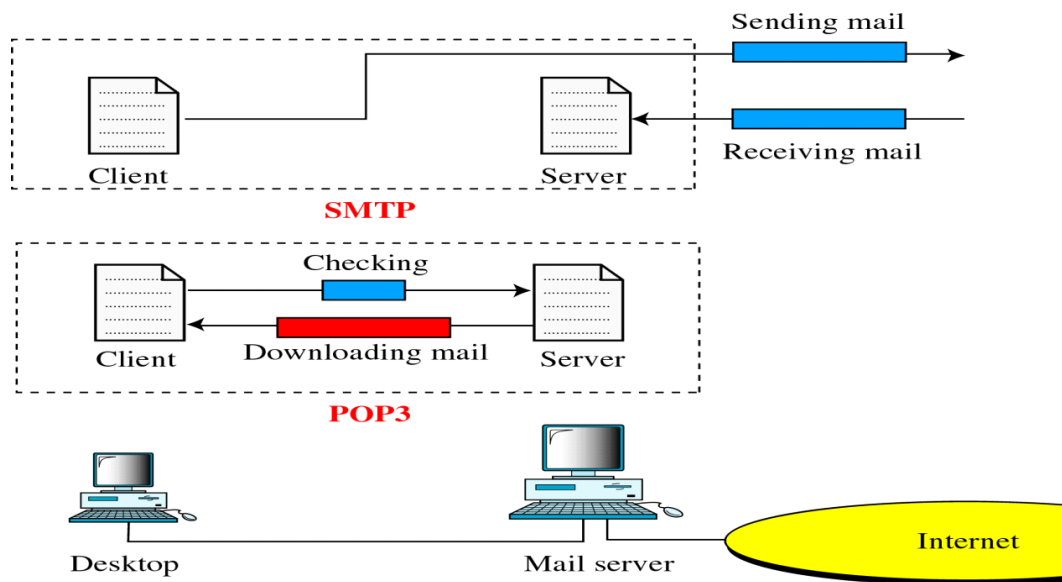 Sending mail
Receiving mail
Client
Server
SMTP
Checking
Downloading mail
Client
Server
POP3
Desktop
Mail server
Internet